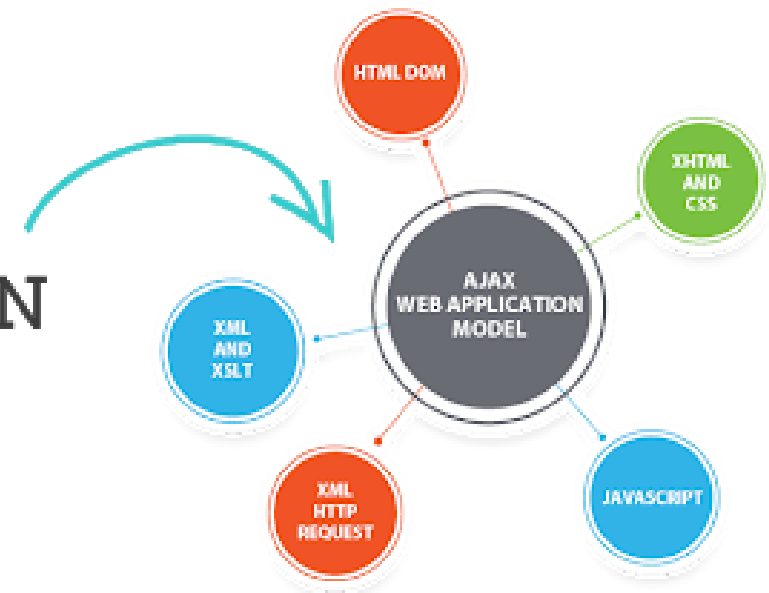 HTML DOM
XHTML
AND
CSS
AJAX
WEB APPLICATION
MODEL
N
XML
AND
XSLT
XML
HTTP
REQUEST
JAVASCRIPT